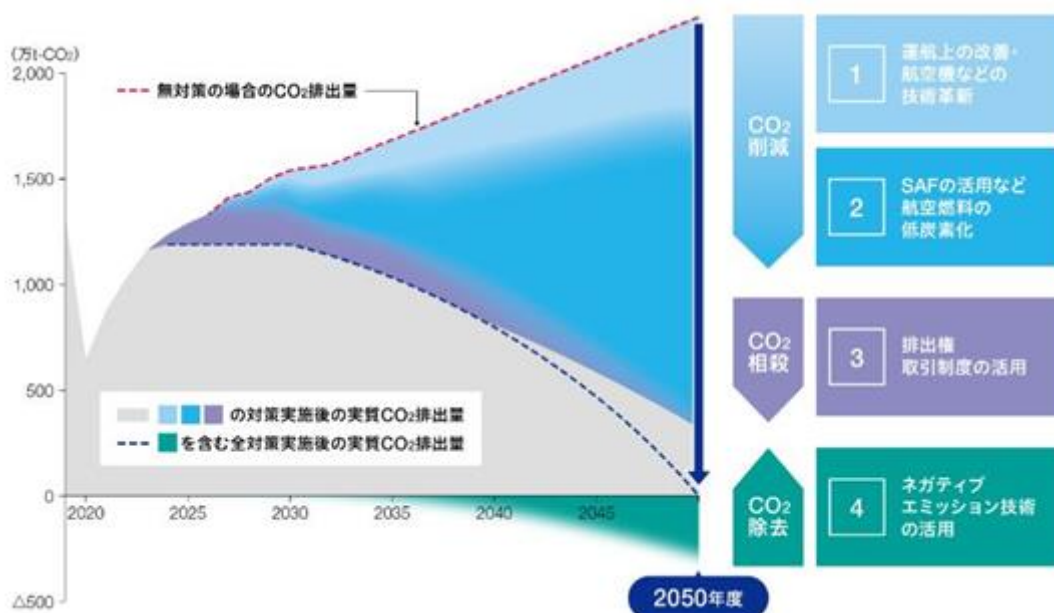 (万t-CO₂)
2,000
1,500
1,000
500
0
△500
無対策の場合のCO₂排出量
の対策実施後の実質CO₂排出量
を含む全対策実施後の実質CO₂排出量
2020
2025
2030
2035
2040
2045
2050年度
CO₂
削減
1
運航上の改善・
航空機などの
技術革新
2
SAFの活用など
航空燃料の
低炭素化
CO₂
相殺
3
排出権
取引制度の活用
CO₂
除去
4
ネガティブ
エミッション技術
の活用